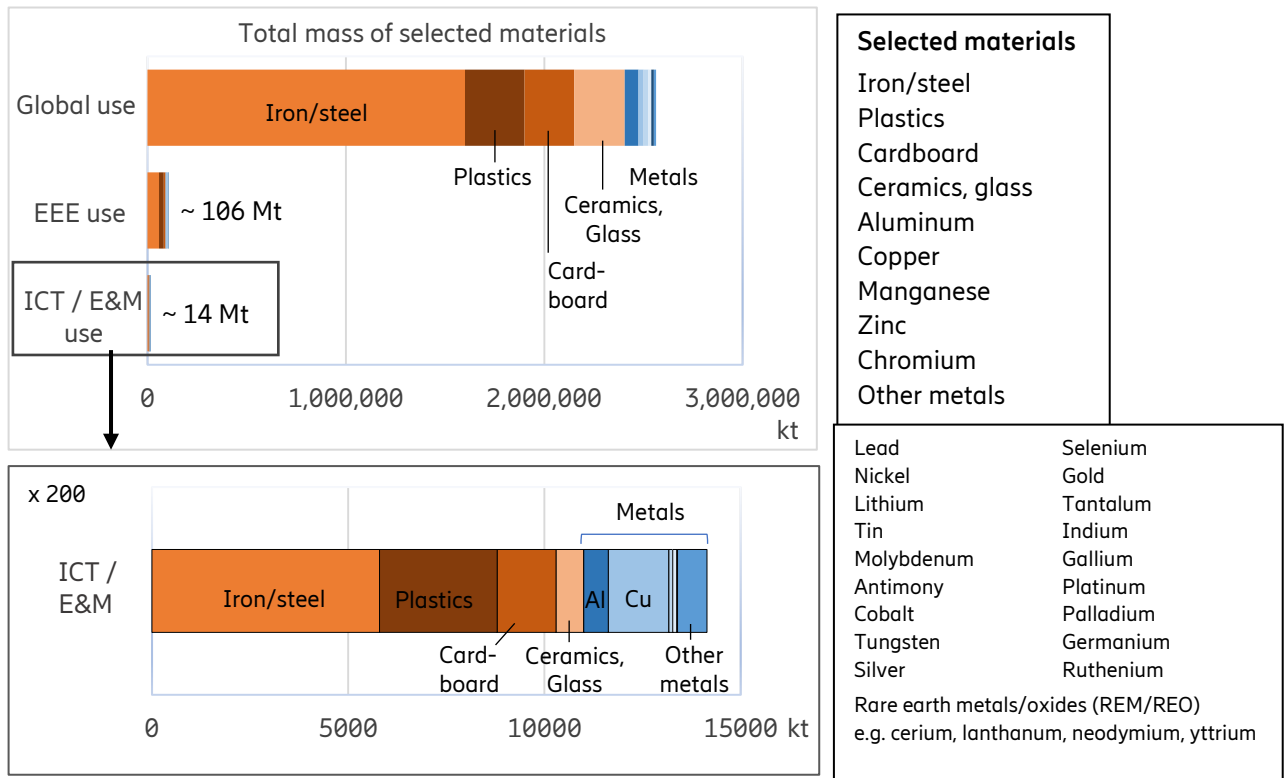 Total mass of selected materials
Global use
Iron/steel
Plastics
Metals
Ceramics,
Glass
Card-
board
EEE use
~ 106 Mt
ICT / E&M
use
~ 14 Mt
0
1,000,000
2,000,000
3,000,000
kt
x 200
Metals
ICT /
E&M
Iron/steel
Plastics
Al
Cu
Card-
board
Ceramics,
Glass
Other
metals
0
5000
10000
15000 kt
Selected materials
Iron/steel
Plastics
Cardboard
Ceramics, glass
Aluminum
Copper
Manganese
Zinc
Chromium
Other metals
Lead
Nickel
Lithium
Tin
Molybdenum
Antimony
Cobalt
Tungsten
Silver
Selenium
Gold
Tantalum
Indium
Gallium
Platinum
Palladium
Germanium
Ruthenium
Rare earth metals/oxides (REM/REO)
e.g. cerium, lanthanum, neodymium, yttrium